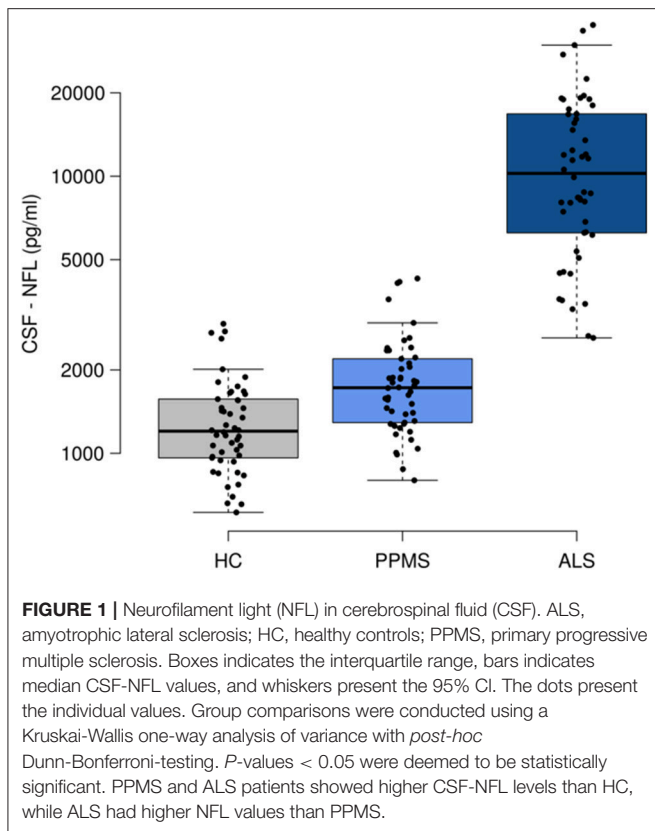 20000
10000
5000
2000
1000
CSF - NFL (pg/ml)
HC PPMS ALS
FIGURE 1 | Neurofilament light (NFL) in cerebrospinal fluid (CSF). ALS,
amyotrophic lateral sclerosis; HC, healthy controls; PPMS, primary progressive
multiple sclerosis. Boxes indicates the interquartile range, bars indicates
median CSF-NFL values, and whiskers present the 95% CI. The dots present
the individual values. Group comparisons were conducted using a
Kruskai-Wallis one-way analysis of variance with post-hoc
Dunn-Bonferroni-testing. P-values < 0.05 were deemed to be statistically
significant. PPMS and ALS patients showed higher CSF-NFL levels than HC,
while ALS had higher NFL values than PPMS.